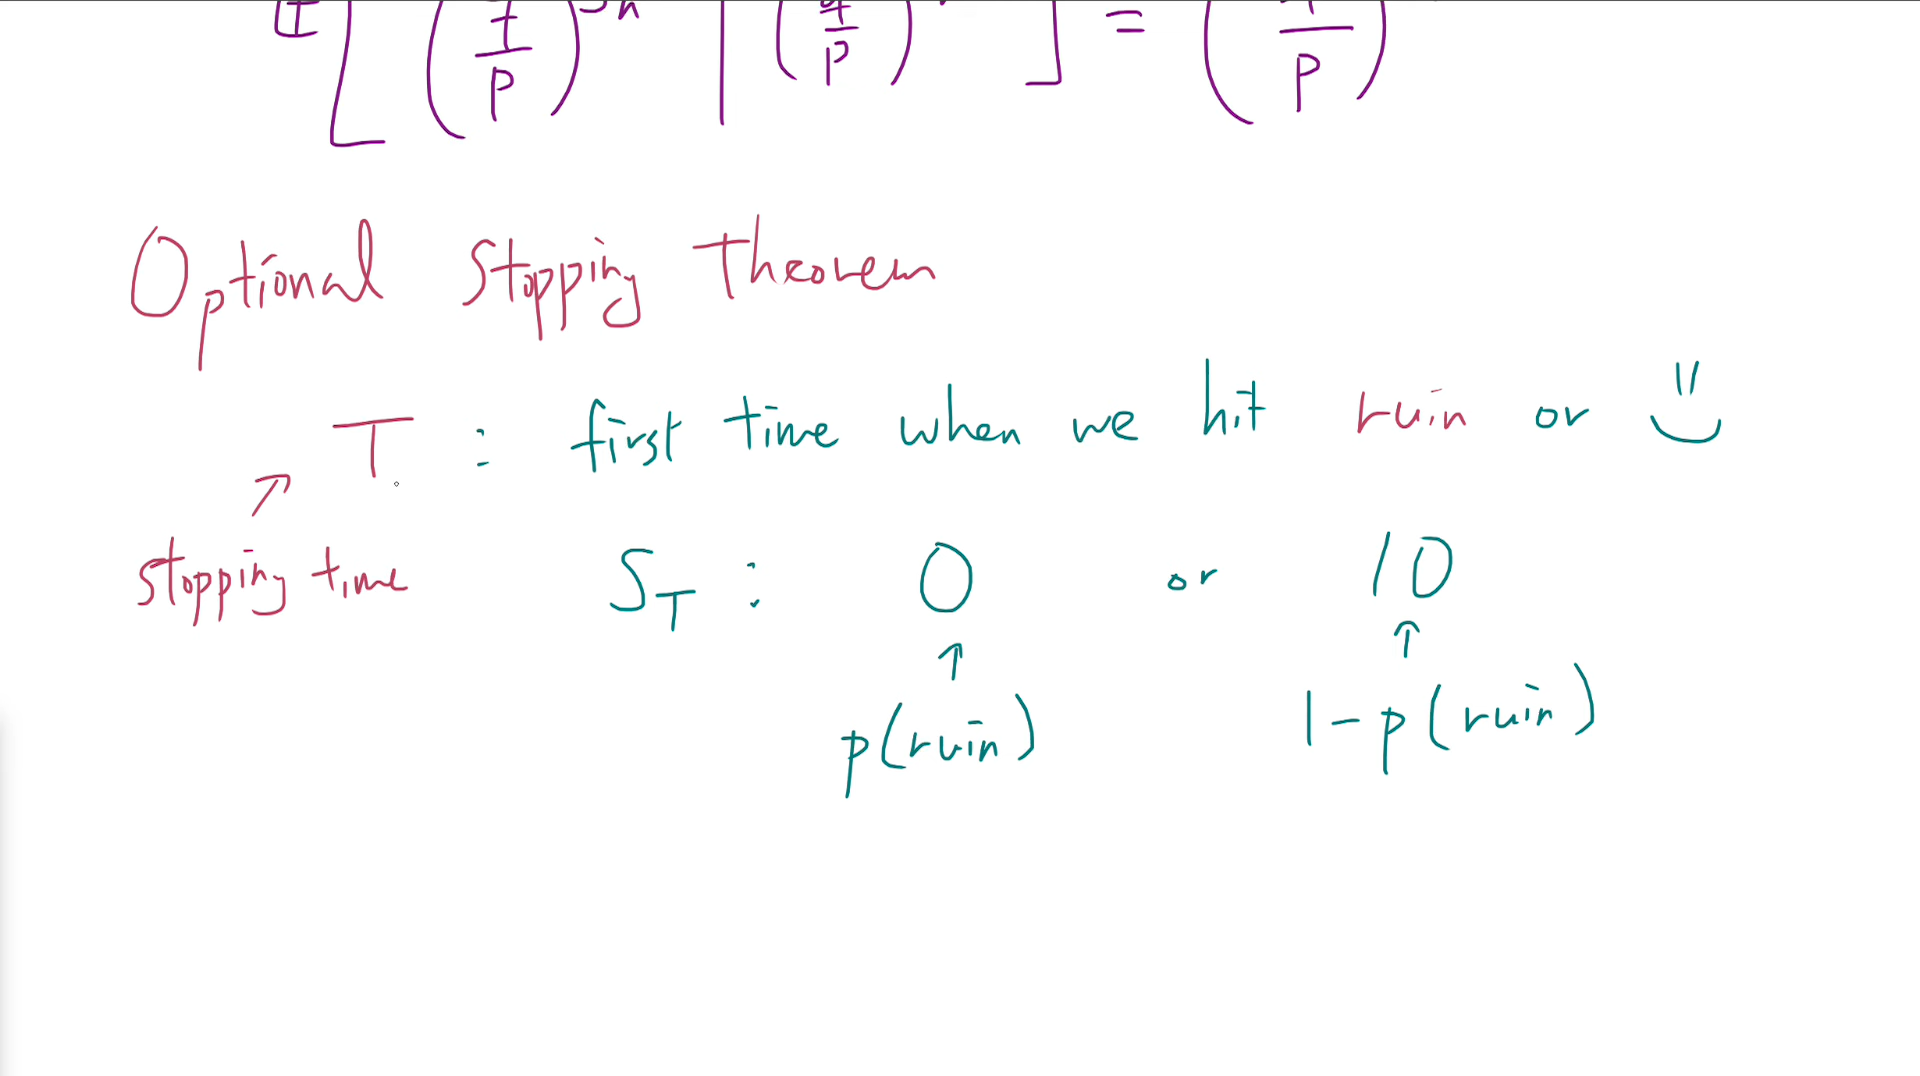 E[(q/p)^Sn | (q/p) ] = (q/p)
Optional Stopping Theorem
T : first time when we hit ruin or
stopping time
S_T : 0 or 10
p(ruin) 1-p(ruin)